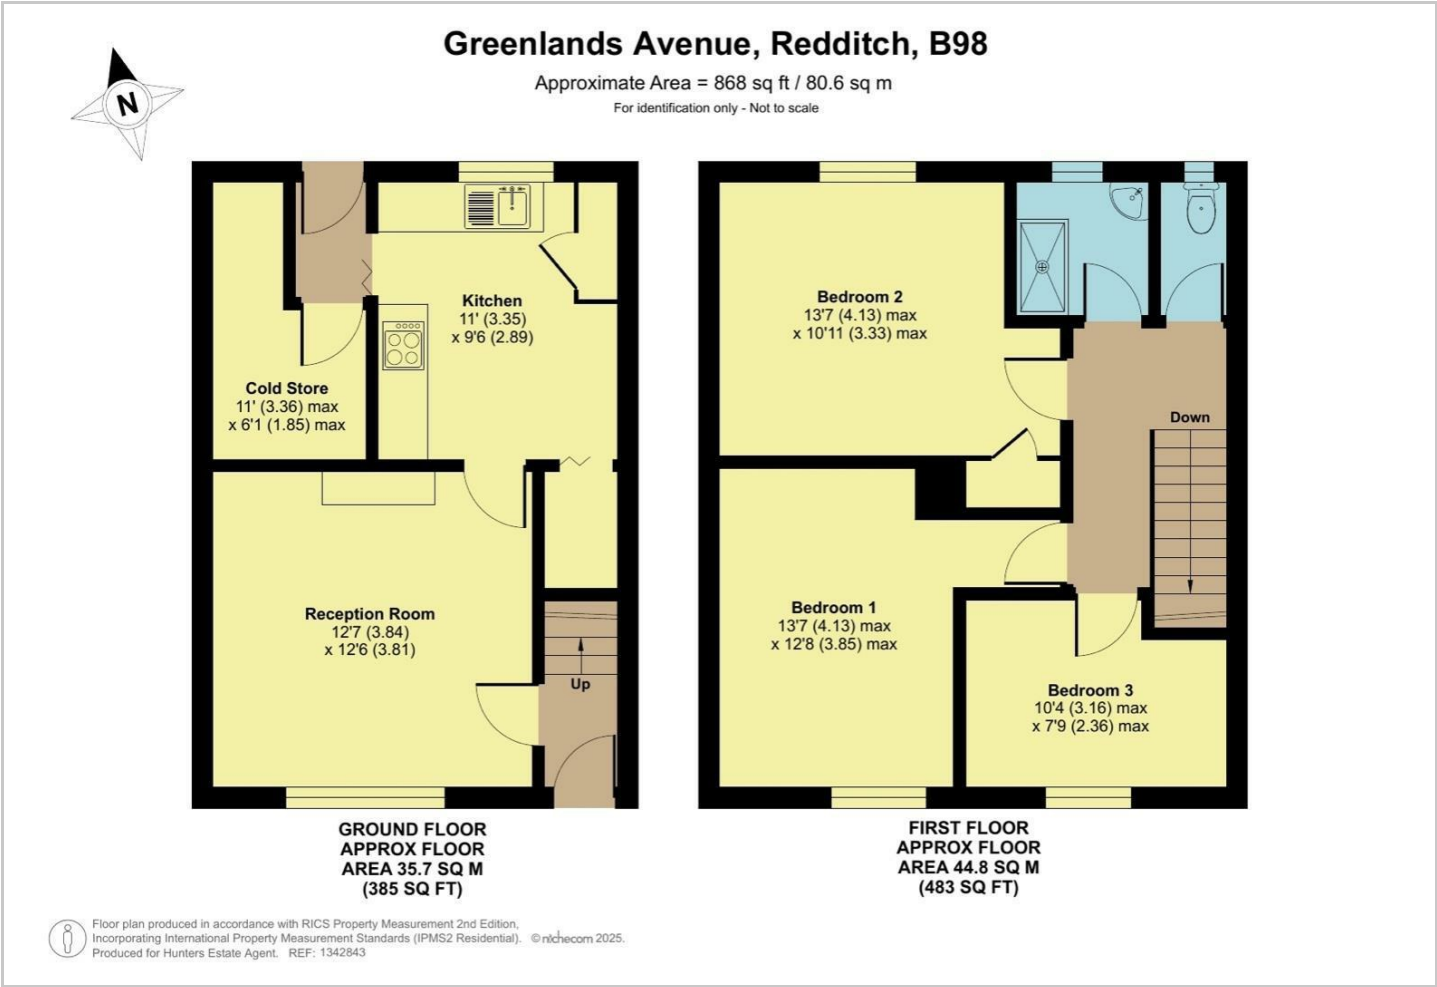 Greenlands Avenue, Redditch, B98
Approximate Area = 868 sq ft / 80.6 sq m
For identification only - Not to scale
N
Kitchen
11' (3.35)
x 9'6 (2.89)
Cold Store
11' (3.36) max
x 6'1 (1.85) max
Reception Room
12'7 (3.84)
x 12'6 (3.81)
Up
Bedroom 2
13'7 (4.13) max
x 10'11 (3.33) max
Down
Bedroom 1
13'7 (4.13) max
x 12'8 (3.85) max
Bedroom 3
10'4 (3.16) max
x 7'9 (2.36) max
GROUND FLOOR
APPROX FLOOR
AREA 35.7 SQ M
(385 SQ FT)
FIRST FLOOR
APPROX FLOOR
AREA 44.8 SQ M
(483 SQ FT)
Floor plan produced in accordance with RICS Property Measurement 2nd Edition,
Incorporating International Property Measurement Standards (IPMS2 Residential). © nichecom 2025.
Produced for Hunters Estate Agent. REF: 1342843